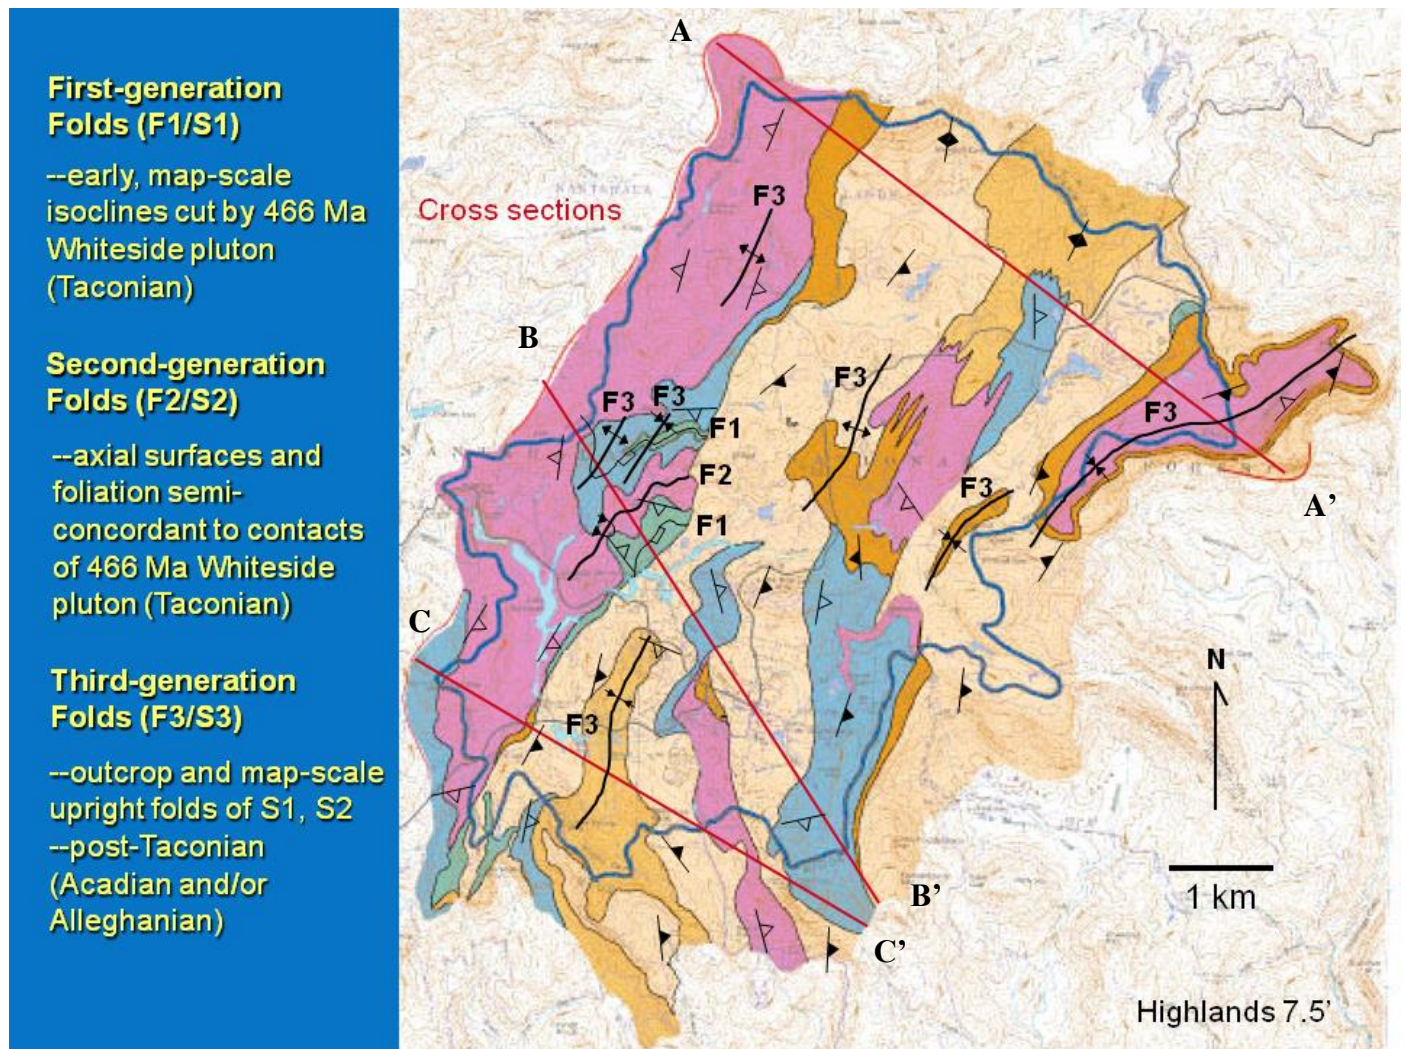 First-generation
Folds (F1/S1)
--early, map-scale
isoclines cut by 466 Ma
Whiteside pluton
(Taconian)
Second-generation
Folds (F2/S2)
--axial surfaces and
foliation semi-
concordant to contacts
of 466 Ma Whiteside
pluton (Taconian)
Third-generation
Folds (F3/S3)
--outcrop and map-scale
upright folds of S1, S2
--post-Taconian
(Acadian and/or
Alleghanian)
A
F3
Cross sections
B
F3
F3
F3
F1
F3
F2
F3
A’
F1
C
N
F3
1 km
B’
C’
Highlands 7.5’